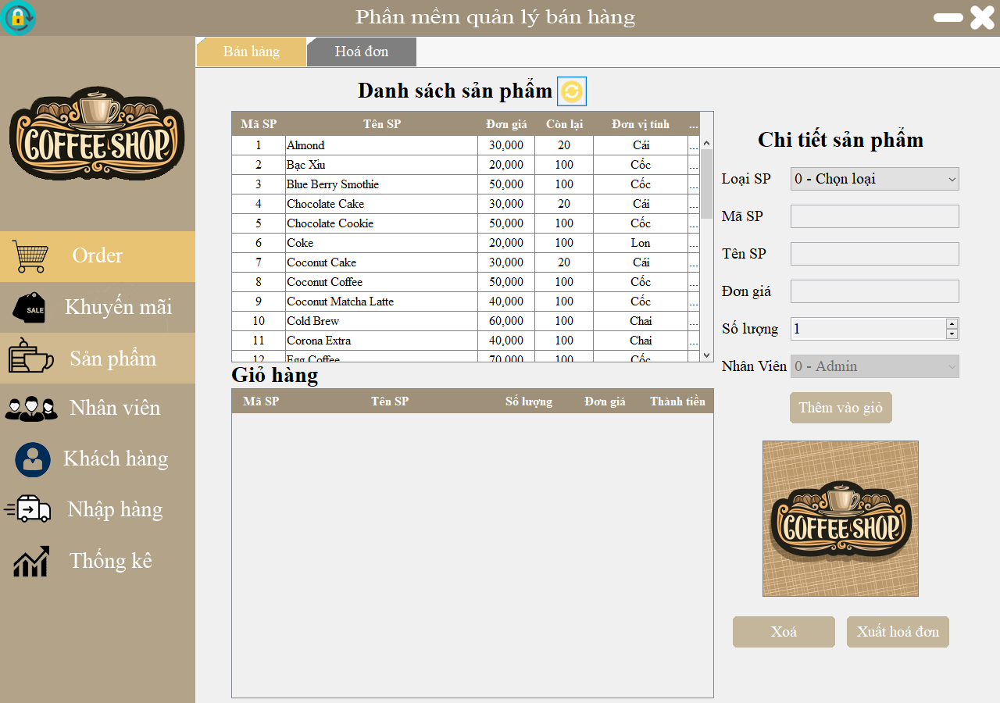 Phần mềm quản lý bán hàng
Bán hàng Hoá đơn
COFFEE SHOP
Order
SALE Khuyến mãi
Sản phẩm
Nhân viên
Khách hàng
Nhập hàng
Thống kê
Danh sách sản phẩm
Mã SP Tên SP Đơn giá Còn lại Đơn vị tính ...
1 Almond 30,000 20 Cái ...
2 Bạc Xỉu 20,000 100 Cốc ...
3 Blue Berry Smothie 50,000 100 Cốc ...
4 Chocolate Cake 30,000 20 Cái ...
5 Chocolate Cookie 50,000 100 Cốc ...
6 Coke 20,000 100 Lon ...
7 Coconut Cake 30,000 20 Cái ...
8 Coconut Coffee 50,000 100 Cốc ...
9 Coconut Matcha Latte 40,000 100 Cốc ...
10 Cold Brew 60,000 100 Chai ...
11 Corona Extra 40,000 100 Chai ...
12 Egg Coffee 70,000 100 Cốc ...
Giỏ hàng
Mã SP Tên SP Số lượng Đơn giá Thành tiền
Chi tiết sản phẩm
Loại SP 0 - Chọn loại
Mã SP
Tên SP
Đơn giá
Số lượng 1
Nhân Viên 0 - Admin
Thêm vào giỏ
COFFEE SHOP
Xoá Xuất hoá đơn